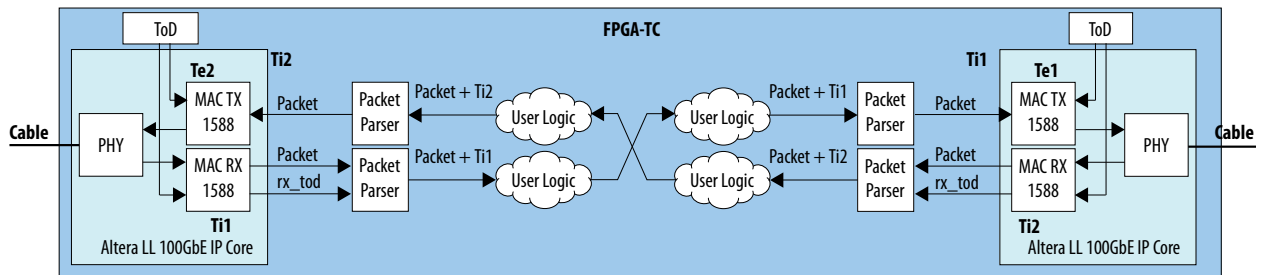 FPGA-TC
ToD
ToD
Ti2
Ti1
Te2
Te1
MAC TX
1588
Packet
Packet
Parser
Packet + Ti2
User Logic
User Logic
Packet + Ti1
Packet
Parser
Packet
MAC TX
1588
Cable
PHY
PHY
Cable
MAC RX
1588
Packet
rx_tod
Packet
Parser
Packet + Ti1
User Logic
User Logic
Packet + Ti2
Packet
Parser
Packet
rx_tod
MAC RX
1588
Ti1
Ti2
Altera LL 100GbE IP Core
Altera LL 100GbE IP Core